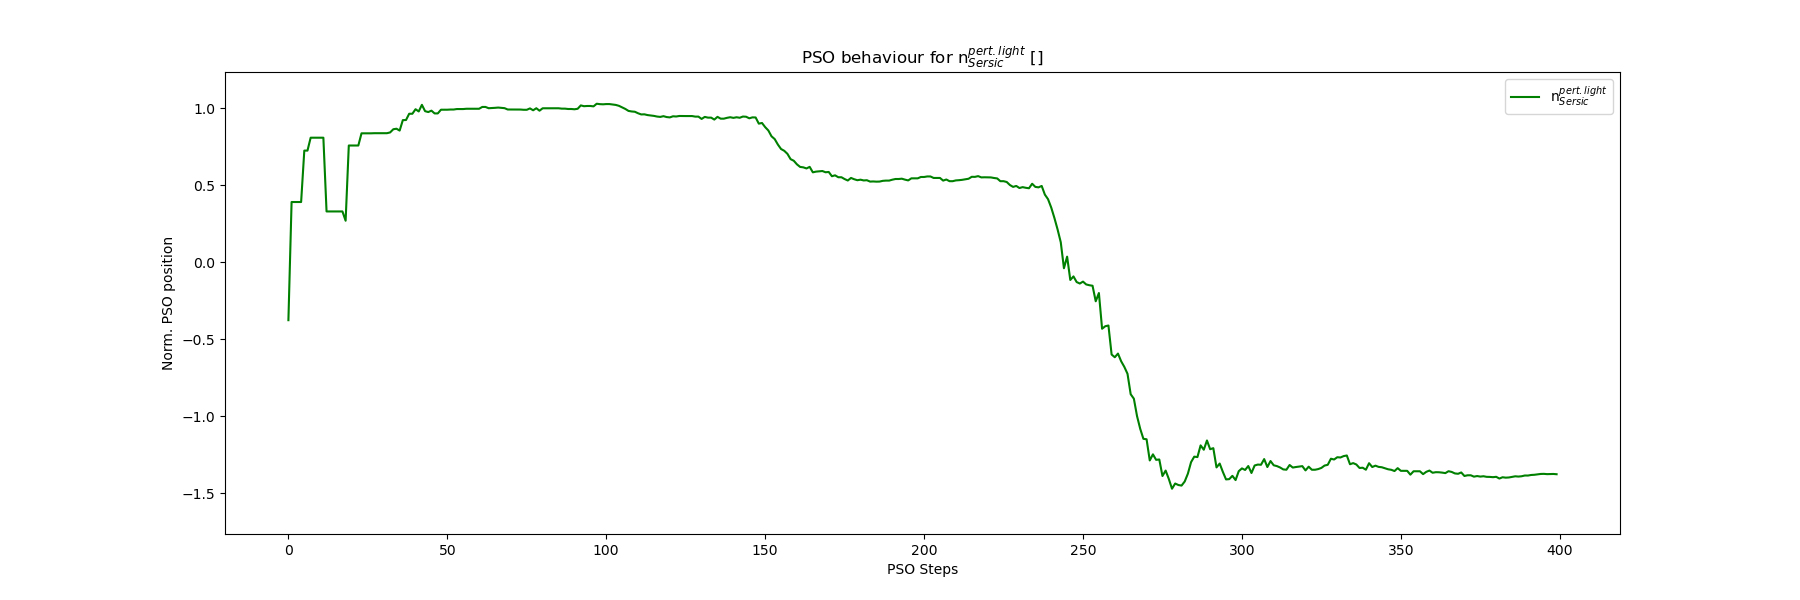 PSO behaviour for n$_{Sersic}^{pert.light}$ []
n$_{Sersic}^{pert.light}$
Norm. PSO position
1.0
0.5
0.0
−0.5
−1.0
−1.5
0 50 100 150 200 250 300 350 400
PSO Steps